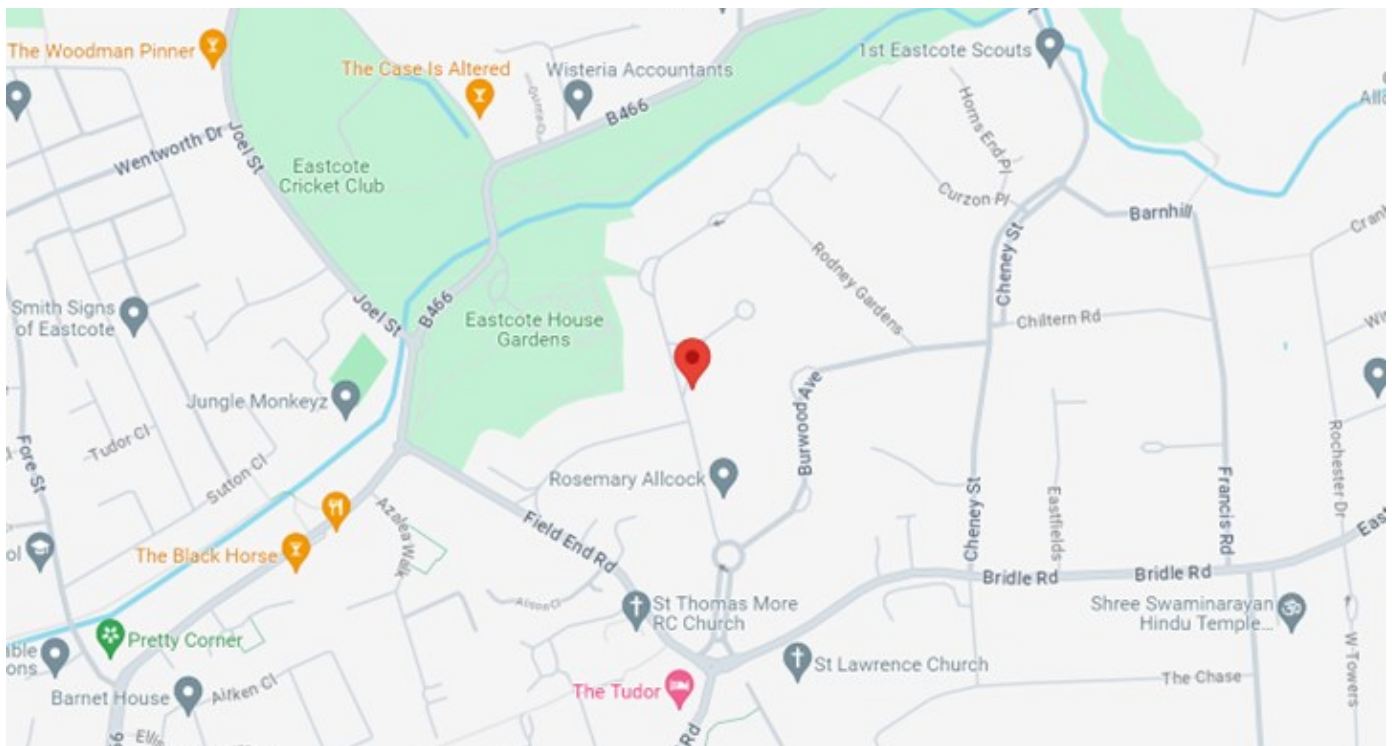 The Woodman Pinner
The Case Is Altered
Wisteria Accountants
1st Eastcote Scouts
B466
Wentworth Dr
Joel St
Eastcote
Cricket Club
Horns End Pl
Curzon Pl
Barnhill
Cheney St
Rodney Gardens
Smith Signs
of Eastcote
Joel St
B466
Eastcote House
Gardens
Chiltern Rd
Jungle Monkeyz
Burwood Ave
Tudor Cl
Fore St
Sutton Cl
Rosemary Allcock
Azalea Walk
Field End Rd
Cheney St
Eastfields
Francis Rd
Rochester Dr
The Black Horse
Alison Cl
Bridle Rd
Bridle Rd
St Thomas More
RC Church
Shree Swaminarayan
Hindu Temple...
Pretty Corner
St Lawrence Church
W-Towers
Barnet House
Aitken Cl
The Tudor
The Chase
Rd